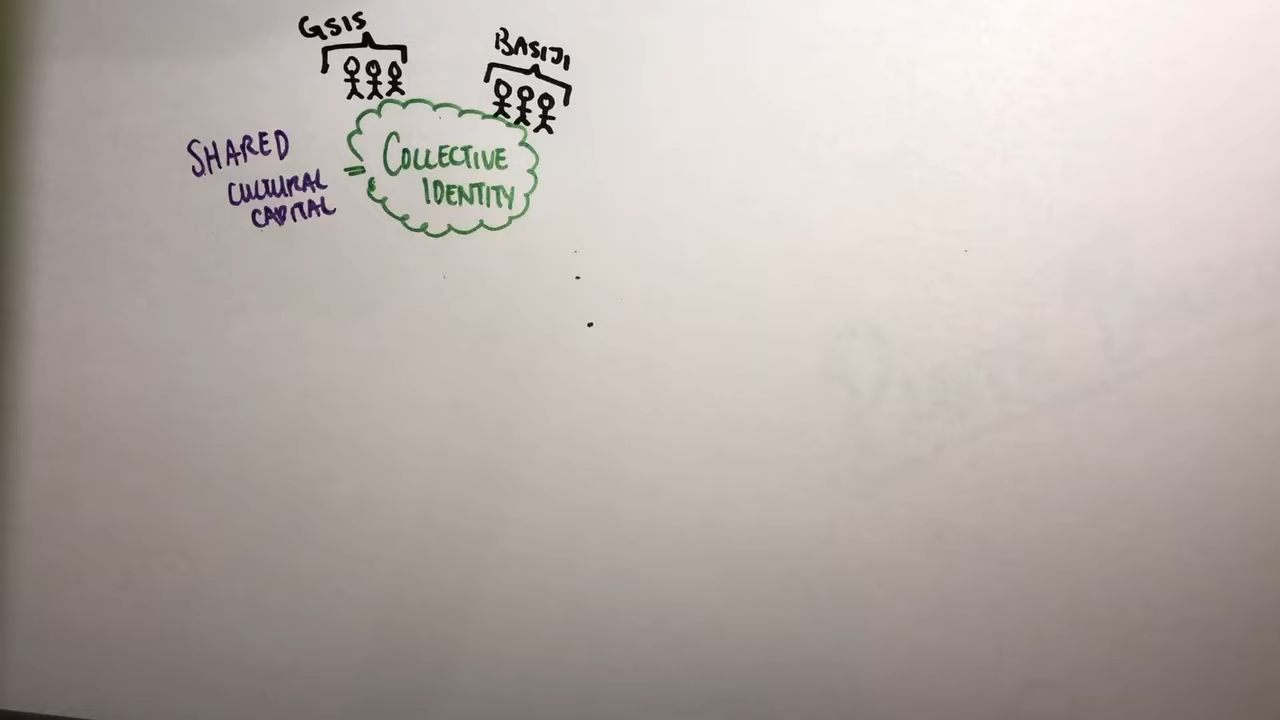 GSIS
BASIJI
SHARED
CULTURAL
CAPITAL
=
COLLECTIVE
IDENTITY